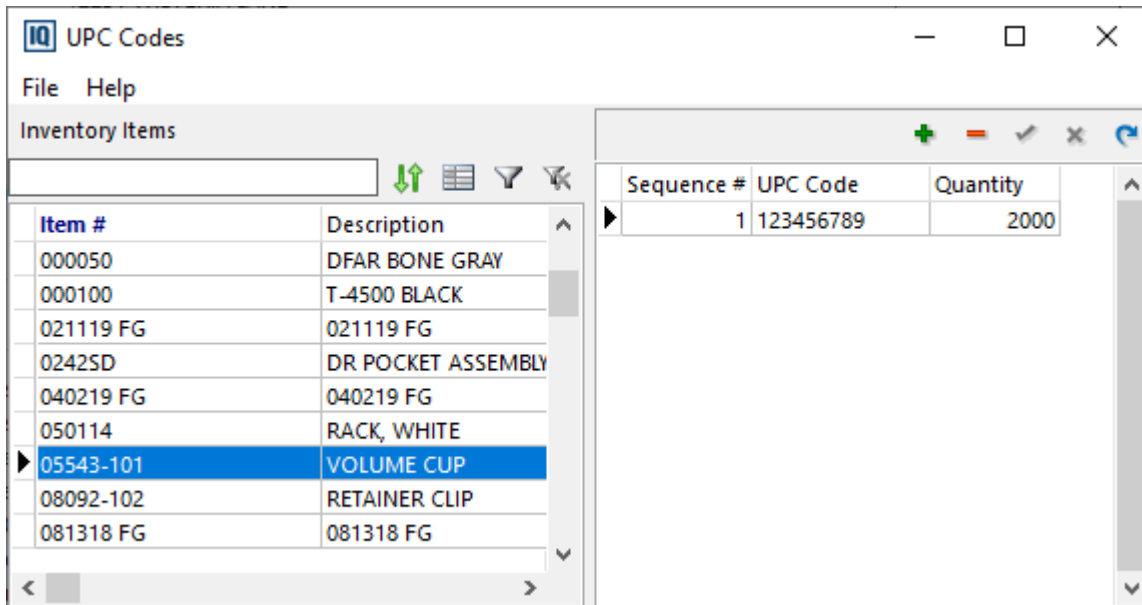 IQ UPC Codes
File Help
Inventory Items
Item # Description
000050 DFAR BONE GRAY
000100 T-4500 BLACK
021119 FG 021119 FG
0242SD DR POCKET ASSEMBLY
040219 FG 040219 FG
050114 RACK, WHITE
05543-101 VOLUME CUP
08092-102 RETAINER CLIP
081318 FG 081318 FG
Sequence # UPC Code Quantity
1 123456789 2000